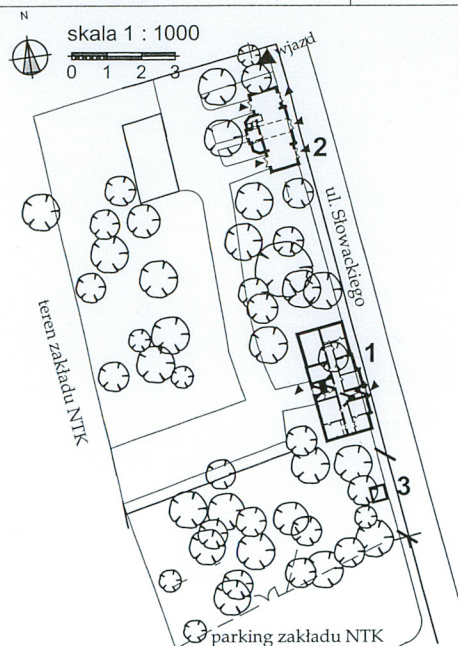 N
skala 1 : 1000
0 1 2 3
wjazd
2
ul. Słowackiego
1
teren zakładu NTK
3
parking zakładu NTK